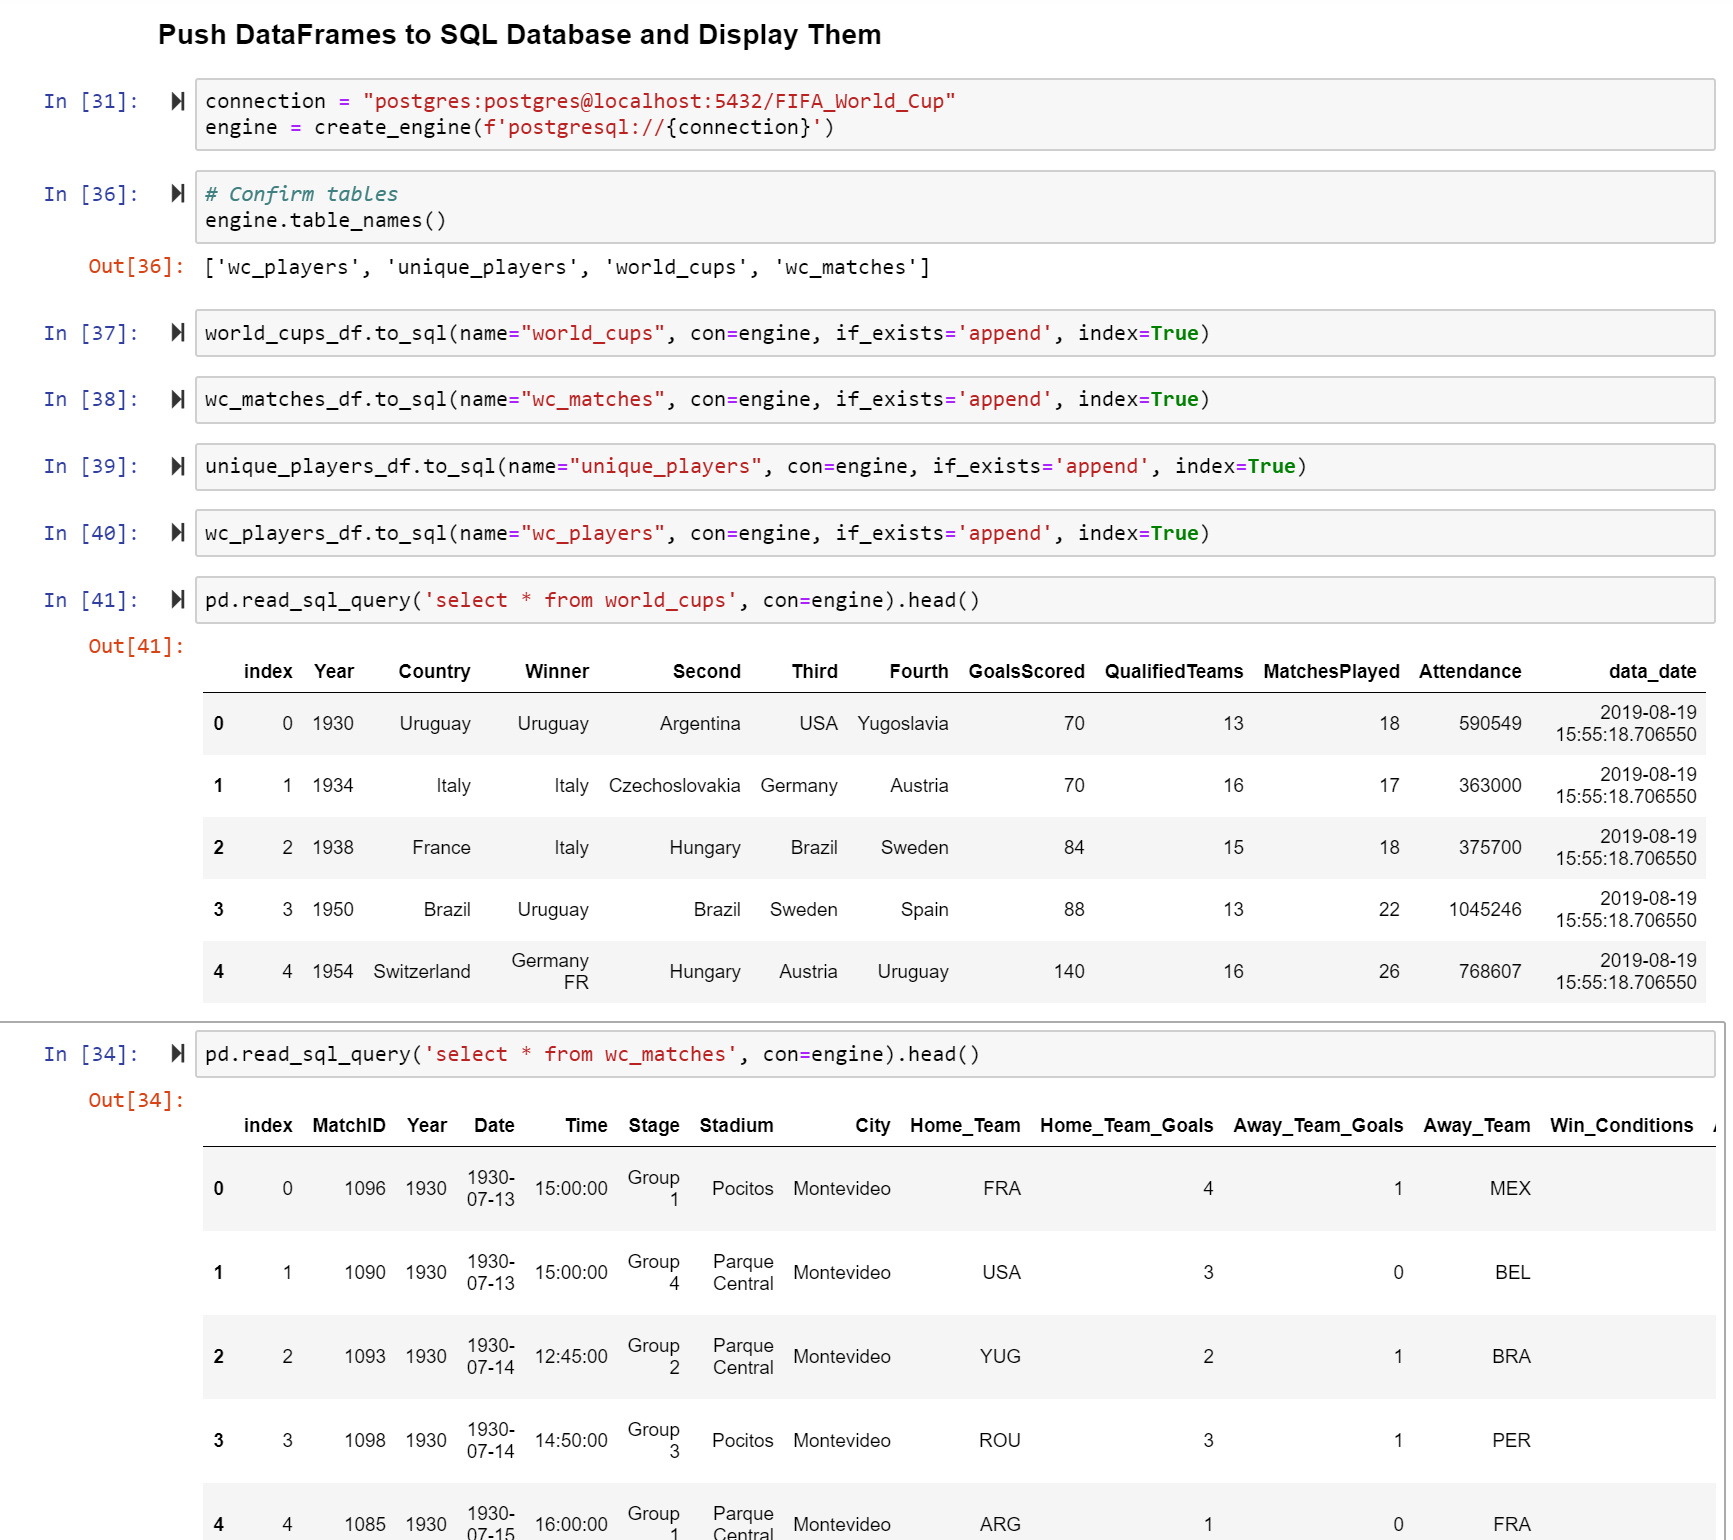 Push DataFrames to SQL Database and Display Them
In [31]: connection = "postgres:postgres@localhost:5432/FIFA_World_Cup"
engine = create_engine(f'postgresql://{connection}')
In [36]: # Confirm tables
engine.table_names()
Out[36]: ['wc_players', 'unique_players', 'world_cups', 'wc_matches']
In [37]: world_cups_df.to_sql(name="world_cups", con=engine, if_exists='append', index=True)
In [38]: wc_matches_df.to_sql(name="wc_matches", con=engine, if_exists='append', index=True)
In [39]: unique_players_df.to_sql(name="unique_players", con=engine, if_exists='append', index=True)
In [40]: wc_players_df.to_sql(name="wc_players", con=engine, if_exists='append', index=True)
In [41]: pd.read_sql_query('select * from world_cups', con=engine).head()
Out[41]:
index Year Country Winner Second Third Fourth GoalsScored QualifiedTeams MatchesPlayed Attendance data_date
0 0 1930 Uruguay Uruguay Argentina USA Yugoslavia 70 13 18 590549 2019-08-19 15:55:18.706550
1 1 1934 Italy Italy Czechoslovakia Germany Austria 70 16 17 363000 2019-08-19 15:55:18.706550
2 2 1938 France Italy Hungary Brazil Sweden 84 15 18 375700 2019-08-19 15:55:18.706550
3 3 1950 Brazil Uruguay Brazil Sweden Spain 88 13 22 1045246 2019-08-19 15:55:18.706550
4 4 1954 Switzerland Germany FR Hungary Austria Uruguay 140 16 26 768607 2019-08-19 15:55:18.706550
In [34]: pd.read_sql_query('select * from wc_matches', con=engine).head()
Out[34]:
index MatchID Year Date Time Stage Stadium City Home_Team Home_Team_Goals Away_Team_Goals Away_Team Win_Conditions
0 0 1096 1930 1930-07-13 15:00:00 Group 1 Pocitos Montevideo FRA 4 1 MEX
1 1 1090 1930 1930-07-13 15:00:00 Group 4 Parque Central Montevideo USA 3 0 BEL
2 2 1093 1930 1930-07-14 12:45:00 Group 2 Parque Central Montevideo YUG 2 1 BRA
3 3 1098 1930 1930-07-14 14:50:00 Group 3 Pocitos Montevideo ROU 3 1 PER
4 4 1085 1930 1930-07-15 16:00:00 Group 1 Parque Central Montevideo ARG 1 0 FRA